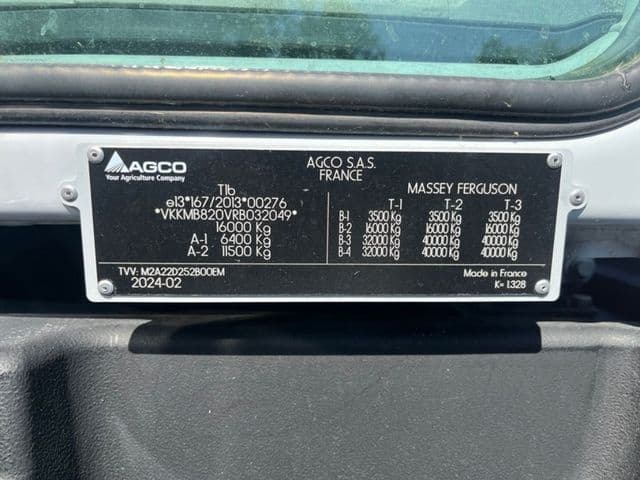 AGCO
Your Agriculture Company
AGCO S.A.S.
FRANCE
T1b
e13*167/2013*00276
*VKKMB820VRB032049*
16000 Kg
A-1 6400 Kg
A-2 11500 Kg
MASSEY FERGUSON
T-1 T-2 T-3
B-1 3500 Kg 3500 Kg 3500 Kg
B-2 16000 Kg 16000 Kg 16000 Kg
B-3 32000 Kg 40000 Kg 40000 Kg
B-4 32000 Kg 40000 Kg 40000 Kg
TVV: M2A22D252B00EM
2024-02
Made in France
K= 1.328